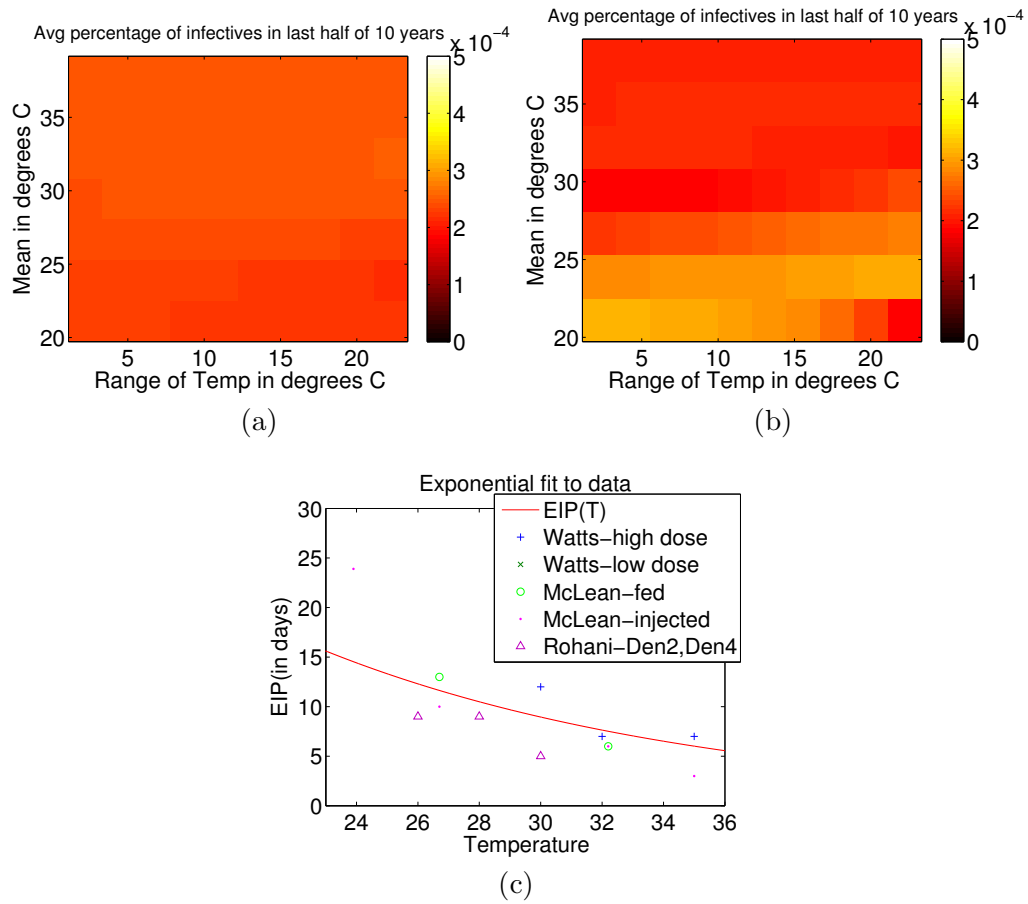 Avg percentage of infectives in last half of 10 years
x 10−4
Mean in degrees C
35
30
25
20
5
10
15
20
Range of Temp in degrees C
5
4
3
2
1
0
(a)
Avg percentage of infectives in last half of 10 years
x 10−4
Mean in degrees C
35
30
25
20
5
10
15
20
Range of Temp in degrees C
5
4
3
2
1
0
(b)
Exponential fit to data
EIP(in days)
30
25
20
15
10
5
0
EIP(T)
Watts−high dose
Watts−low dose
McLean−fed
McLean−injected
Rohani−Den2,Den4
24
26
28
30
32
34
36
Temperature
(c)